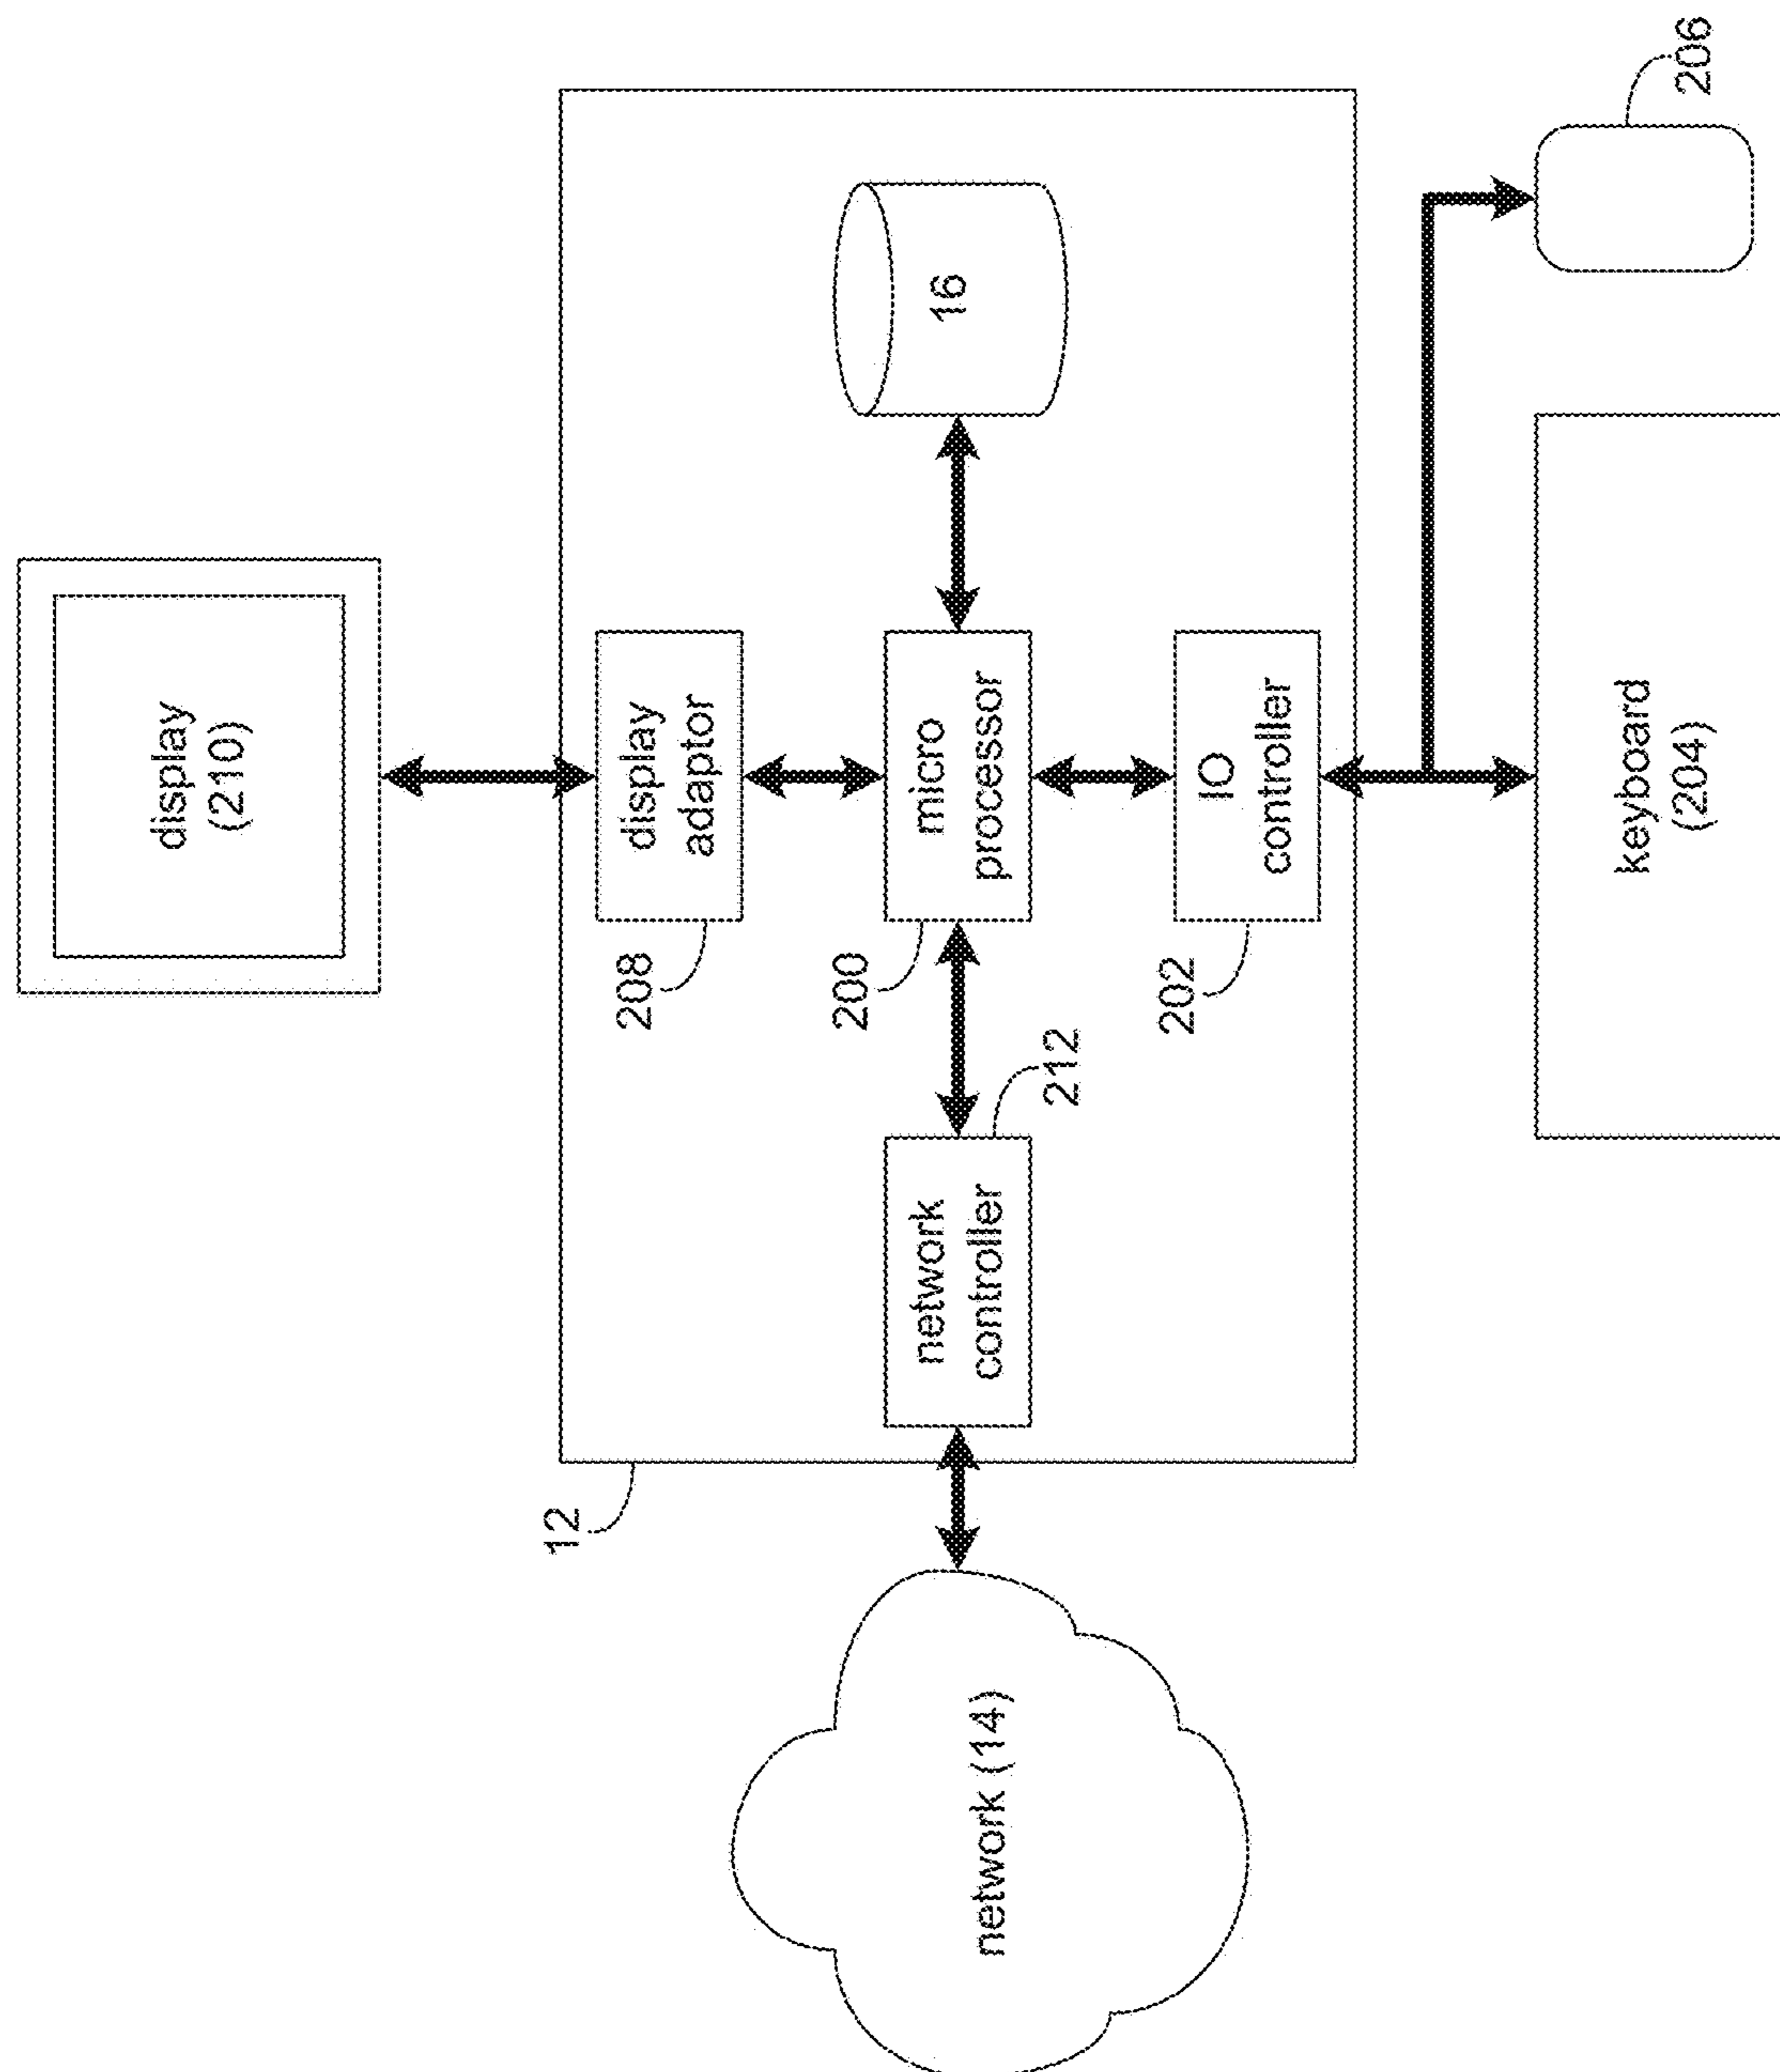 display
(210)
display
adaptor
208
micro
processor
200
16
IO
controller
202
network
controller
212
12
network (14)
keyboard
(204)
206